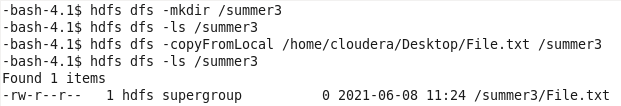 -bash-4.1$ hdfs dfs -mkdir /summer3
-bash-4.1$ hdfs dfs -ls /summer3
-bash-4.1$ hdfs dfs -copyFromLocal /home/cloudera/Desktop/File.txt /summer3
-bash-4.1$ hdfs dfs -ls /summer3
Found 1 items
-rw-r--r--   1 hdfs supergroup          0 2021-06-08 11:24 /summer3/File.txt